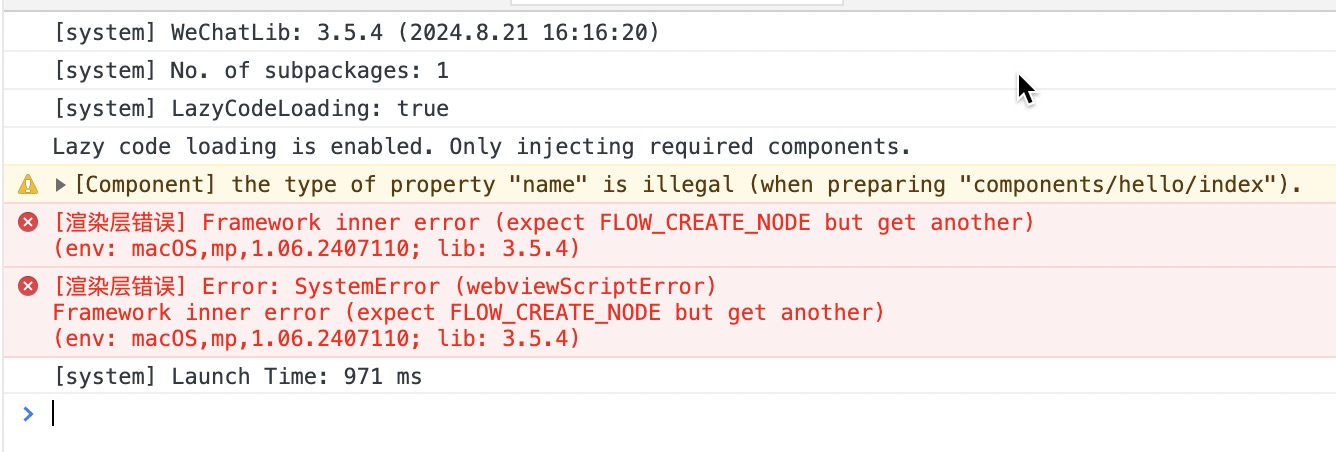 [system] WeChatLib: 3.5.4 (2024.8.21 16:16:20)
[system] No. of subpackages: 1
[system] LazyCodeLoading: true
Lazy code loading is enabled. Only injecting required components.
[Component] the type of property "name" is illegal (when preparing "components/hello/index").
[渲染层错误] Framework inner error (expect FLOW_CREATE_NODE but get another)
(env: macOS,mp,1.06.2407110; lib: 3.5.4)
[渲染层错误] Error: SystemError (webviewScriptError)
Framework inner error (expect FLOW_CREATE_NODE but get another)
(env: macOS,mp,1.06.2407110; lib: 3.5.4)
[system] Launch Time: 971 ms